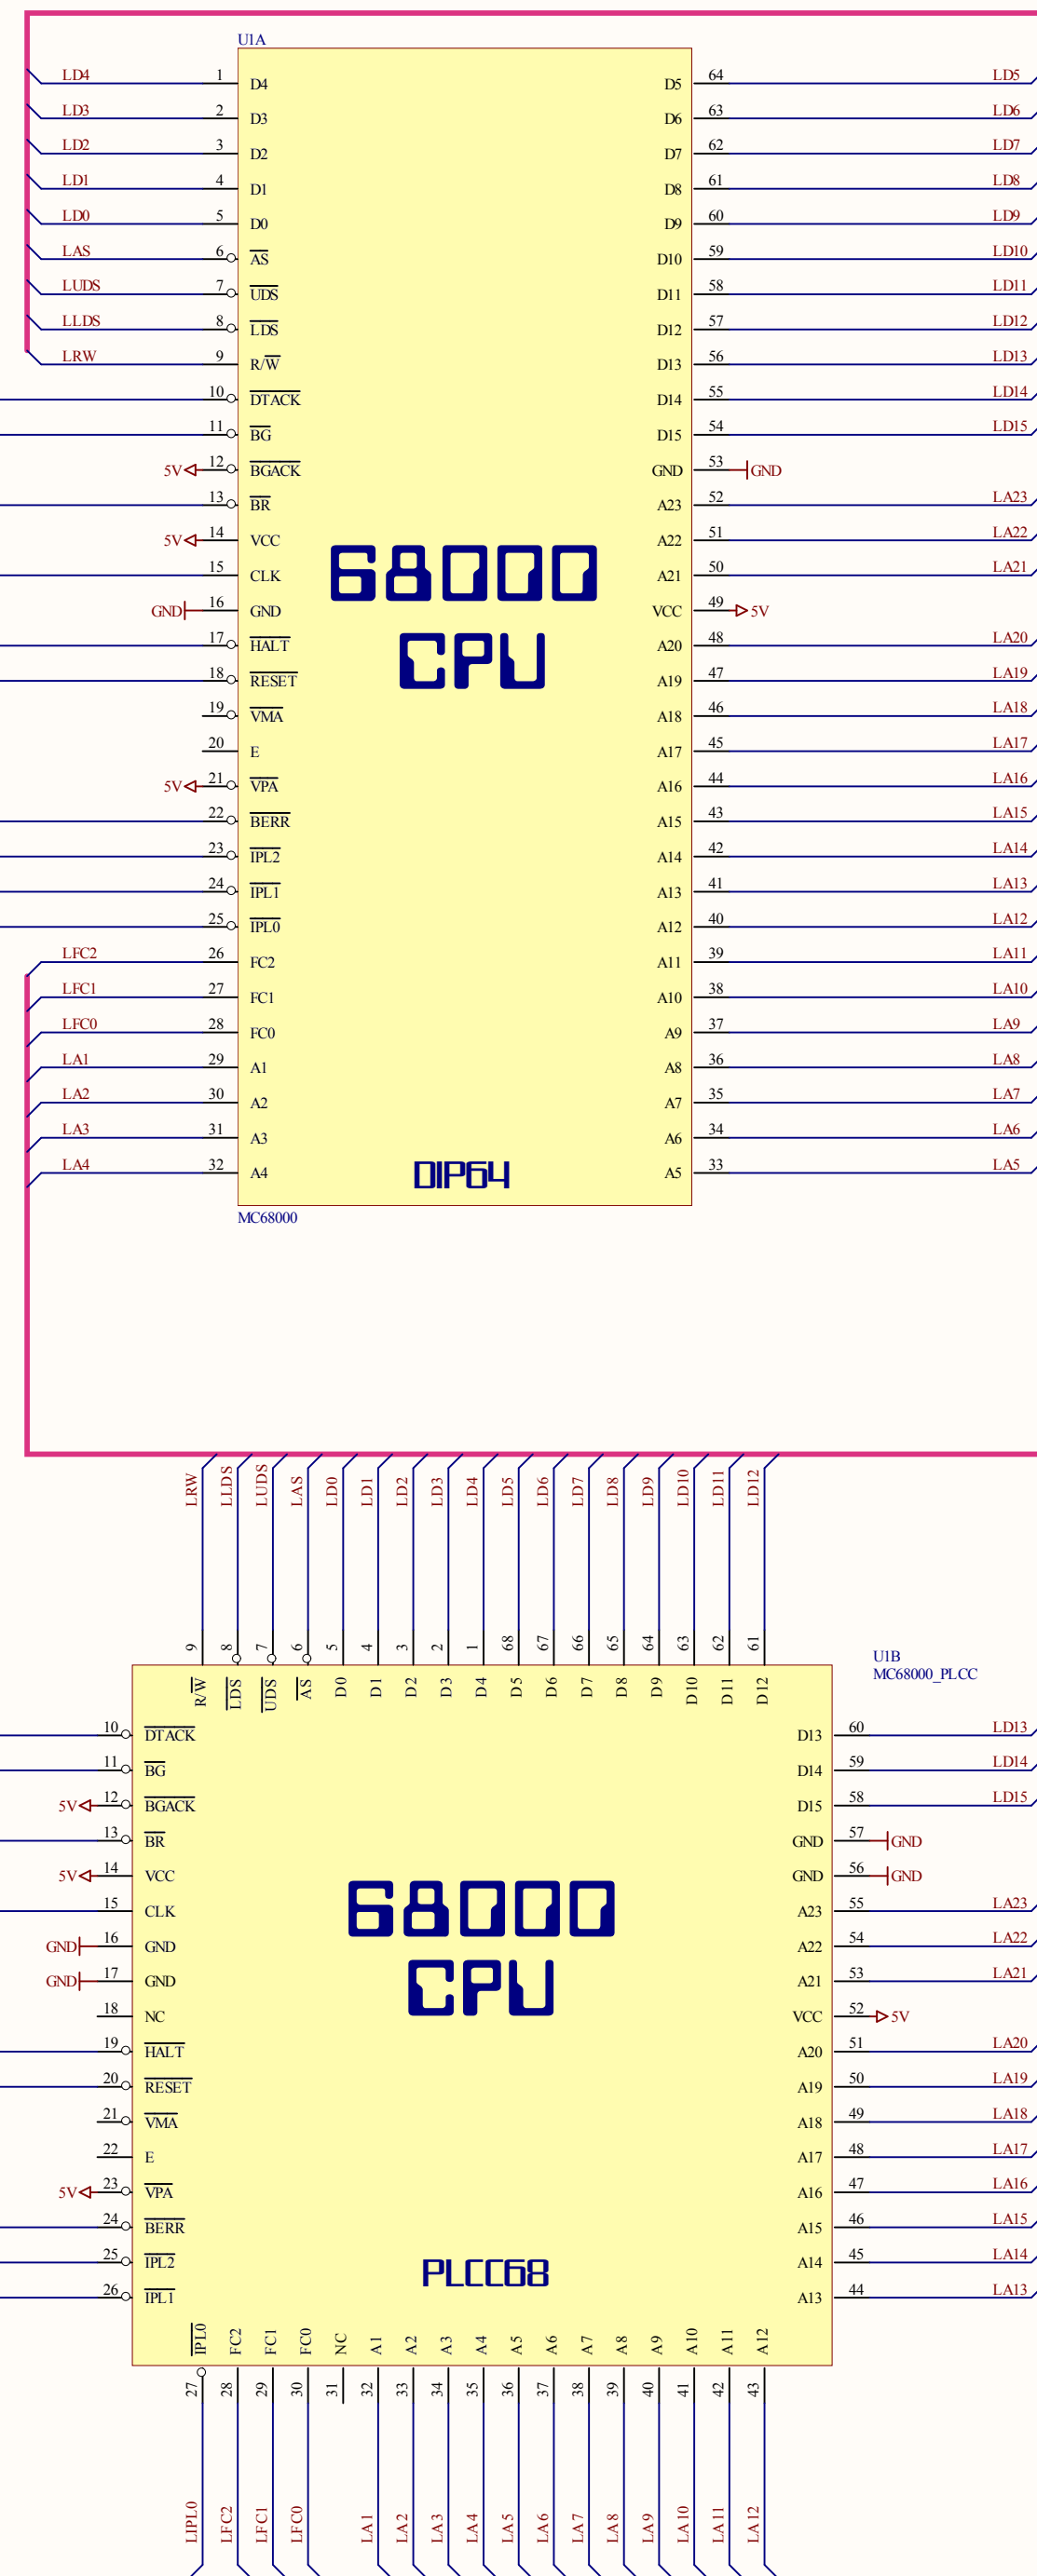 U1A
LD4 1 D4 D5 64 LD5
LD3 2 D3 D6 63 LD6
LD2 3 D2 D7 62 LD7
LD1 4 D1 D8 61 LD8
LD0 5 D0 D9 60 LD9
LAS 6 AS D10 59 LD10
LUDS 7 UDS D11 58 LD11
LLDS 8 LDS D12 57 LD12
LRW 9 R/W D13 56 LD13
10 DTACK D14 55 LD14
11 BG D15 54 LD15
5V 12 BGACK GND 53 GND
13 BR A23 52 LA23
5V 14 VCC A22 51 LA22
15 CLK A21 50 LA21
68000
GND 16 GND VCC 49 5V
17 HALT A20 48 LA20
CPU
18 RESET A19 47 LA19
19 VMA A18 46 LA18
20 E A17 45 LA17
5V 21 VPA A16 44 LA16
22 BERR A15 43 LA15
23 IPL2 A14 42 LA14
24 IPL1 A13 41 LA13
25 IPL0 A12 40 LA12
LFC2 26 FC2 A11 39 LA11
LFC1 27 FC1 A10 38 LA10
LFC0 28 FC0 A9 37 LA9
LA1 29 A1 A8 36 LA8
LA2 30 A2 A7 35 LA7
LA3 31 A3 A6 34 LA6
LA4 32 A4 A5 33 LA5
DIP64
MC68000
LRW LLDS LUDS LAS LD0 LD1 LD2 LD3 LD4 LD5 LD6 LD7 LD8 LD9 LD10 LD11 LD12
9 8 7 6 5 4 3 2 1 68 67 66 65 64 63 62 61
U1B
MC68000_PLCC
R/W LDS UDS AS D0 D1 D2 D3 D4 D5 D6 D7 D8 D9 D10 D11 D12
10 DTACK D13 60 LD13
11 BG D14 59 LD14
5V 12 BGACK D15 58 LD15
13 BR GND 57 GND
5V 14 VCC GND 56 GND
15 CLK A23 55 LA23
68000
GND 16 GND A22 54 LA22
GND 17 GND A21 53 LA21
CPU
18 NC VCC 52 5V
19 HALT A20 51 LA20
20 RESET A19 50 LA19
21 VMA A18 49 LA18
22 E A17 48 LA17
5V 23 VPA A16 47 LA16
24 BERR A15 46 LA15
25 IPL2 A14 45 LA14
PLCC68
26 IPL1 A13 44 LA13
IPL0 FC2 FC1 FC0 NC A1 A2 A3 A4 A5 A6 A7 A8 A9 A10 A11 A12
27 28 29 30 31 32 33 34 35 36 37 38 39 40 41 42 43
LIPL0 LFC2 LFC1 LFC0 LA1 LA2 LA3 LA4 LA5 LA6 LA7 LA8 LA9 LA10 LA11 LA12